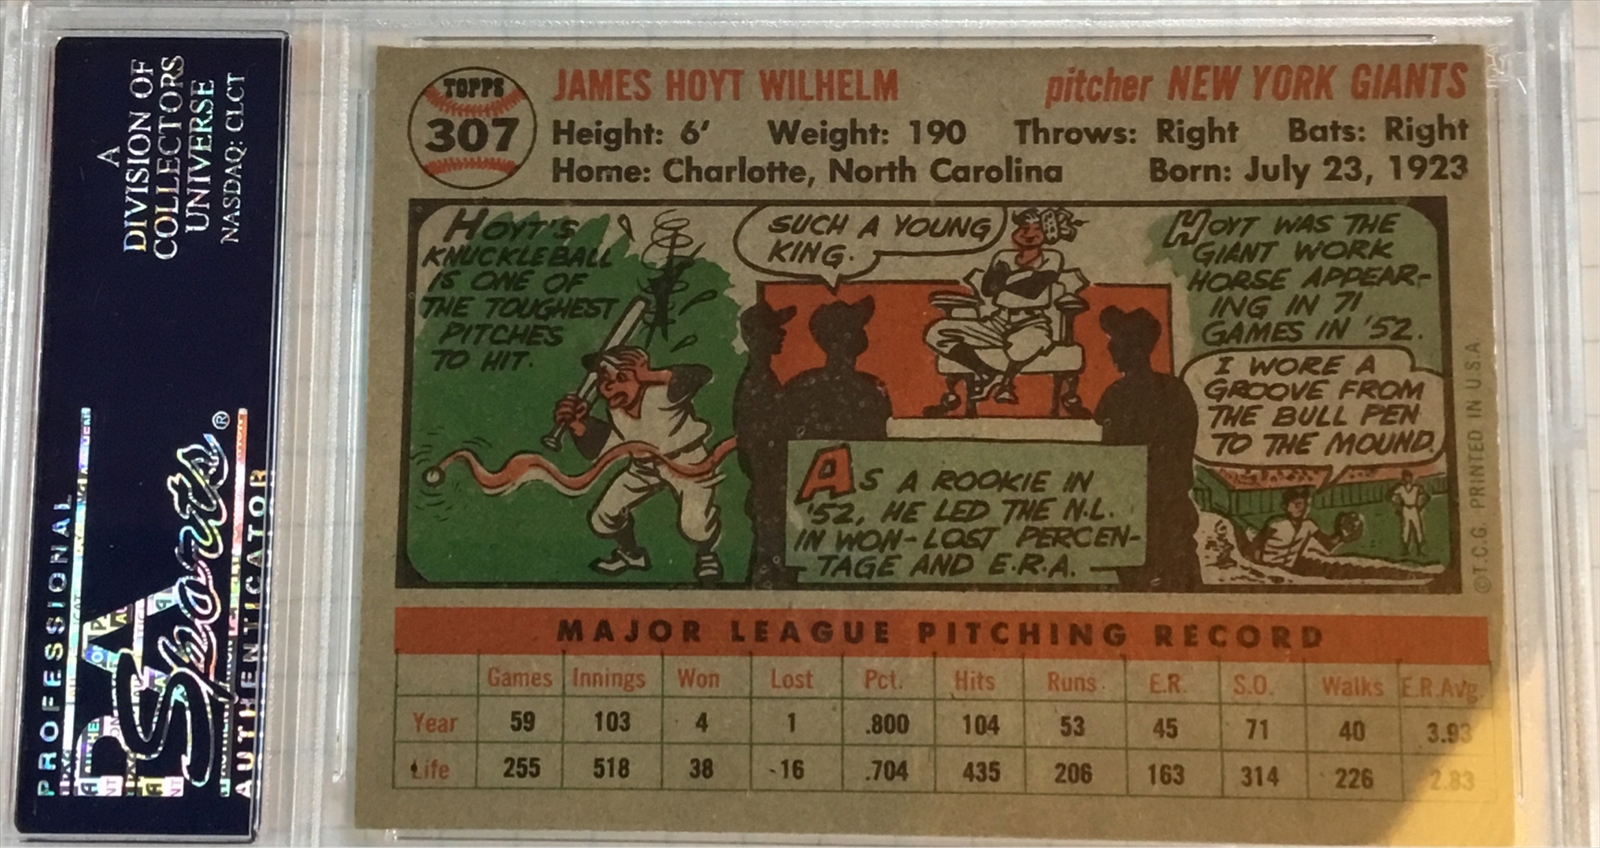 A
DIVISION OF
COLLECTORS
UNIVERSE
NASDAQ: CLCT
PROFESSIONAL
PSA
Sports®
AUTHENTICATOR
TOPPS
307
JAMES HOYT WILHELM pitcher NEW YORK GIANTS
Height: 6' Weight: 190 Throws: Right Bats: Right
Home: Charlotte, North Carolina Born: July 23, 1923
HOYT'S
KNUCKLEBALL
IS ONE OF
THE TOUGHEST
PITCHES
TO HIT.
SUCH A YOUNG
KING.
AS A ROOKIE IN
'52, HE LED THE N.L.
IN WON-LOST PERCEN-
TAGE AND E.R.A.
HOYT WAS THE
GIANT WORK
HORSE APPEAR-
ING IN 71
GAMES IN '52.
I WORE A
GROOVE FROM
THE BULL PEN
TO THE MOUND.
©T.C.G. PRINTED IN U.S.A.
MAJOR LEAGUE PITCHING RECORD
Games Innings Won Lost Pct. Hits Runs E.R. S.O. Walks E.R.Avg.
Year 59 103 4 1 .800 104 53 45 71 40 3.93
Life 255 518 38 16 .704 435 206 163 314 226 2.83